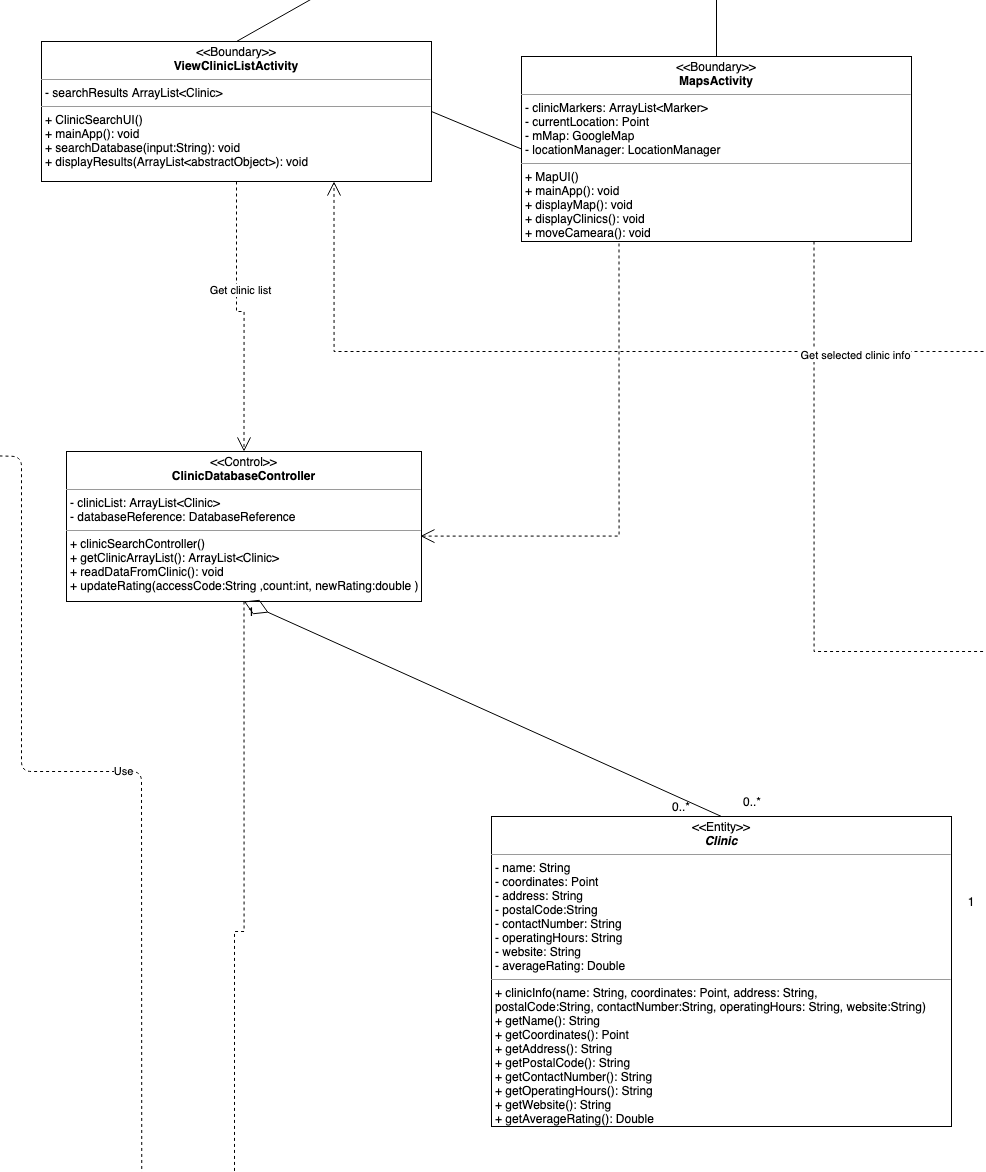 <<Boundary>>
ViewClinicListActivity
- searchResults ArrayList<Clinic>
+ ClinicSearchUI()
+ mainApp(): void
+ searchDatabase(input:String): void
+ displayResults(ArrayList<abstractObject>): void
<<Boundary>>
MapsActivity
- clinicMarkers: ArrayList<Marker>
- currentLocation: Point
- mMap: GoogleMap
- locationManager: LocationManager
+ MapUI()
+ mainApp(): void
+ displayMap(): void
+ displayClinics(): void
+ moveCameara(): void
Get clinic list
Get selected clinic info
<<Control>>
ClinicDatabaseController
- clinicList: ArrayList<Clinic>
- databaseReference: DatabaseReference
+ clinicSearchController()
+ getClinicArrayList(): ArrayList<Clinic>
+ readDataFromClinic(): void
+ updateRating(accessCode:String ,count:int, newRating:double )
1
Use
0..*
0..*
<<Entity>>
Clinic
- name: String
- coordinates: Point
- address: String
- postalCode:String
- contactNumber: String
- operatingHours: String
- website: String
- averageRating: Double
1
+ clinicInfo(name: String, coordinates: Point, address: String,
postalCode:String, contactNumber:String, operatingHours: String, website:String)
+ getName(): String
+ getCoordinates(): Point
+ getAddress(): String
+ getPostalCode(): String
+ getContactNumber(): String
+ getOperatingHours(): String
+ getWebsite(): String
+ getAverageRating(): Double